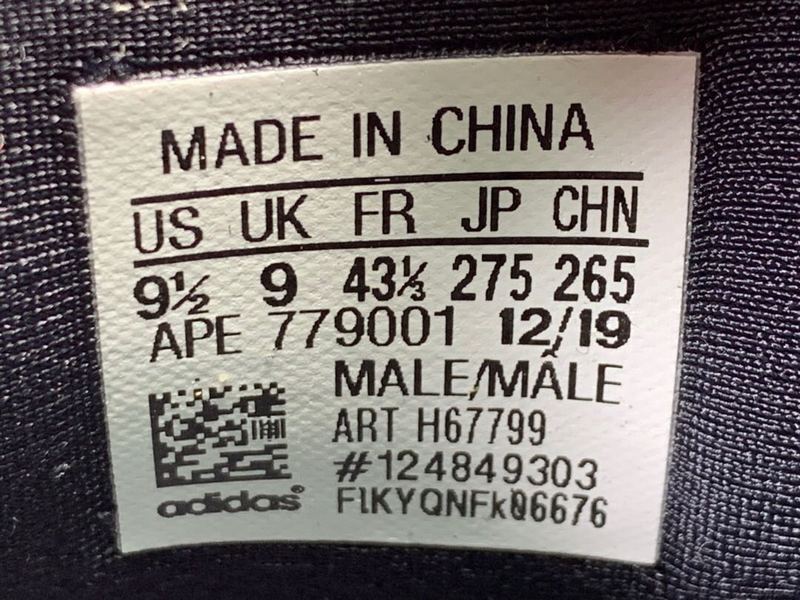 MADE IN CHINA
US UK FR JP CHN
9½ 9 43⅓ 275 265
APE 779001 12/19
MALE/MÂLE
ART H67799
#124849303
adidas® FlKYQNFk06676